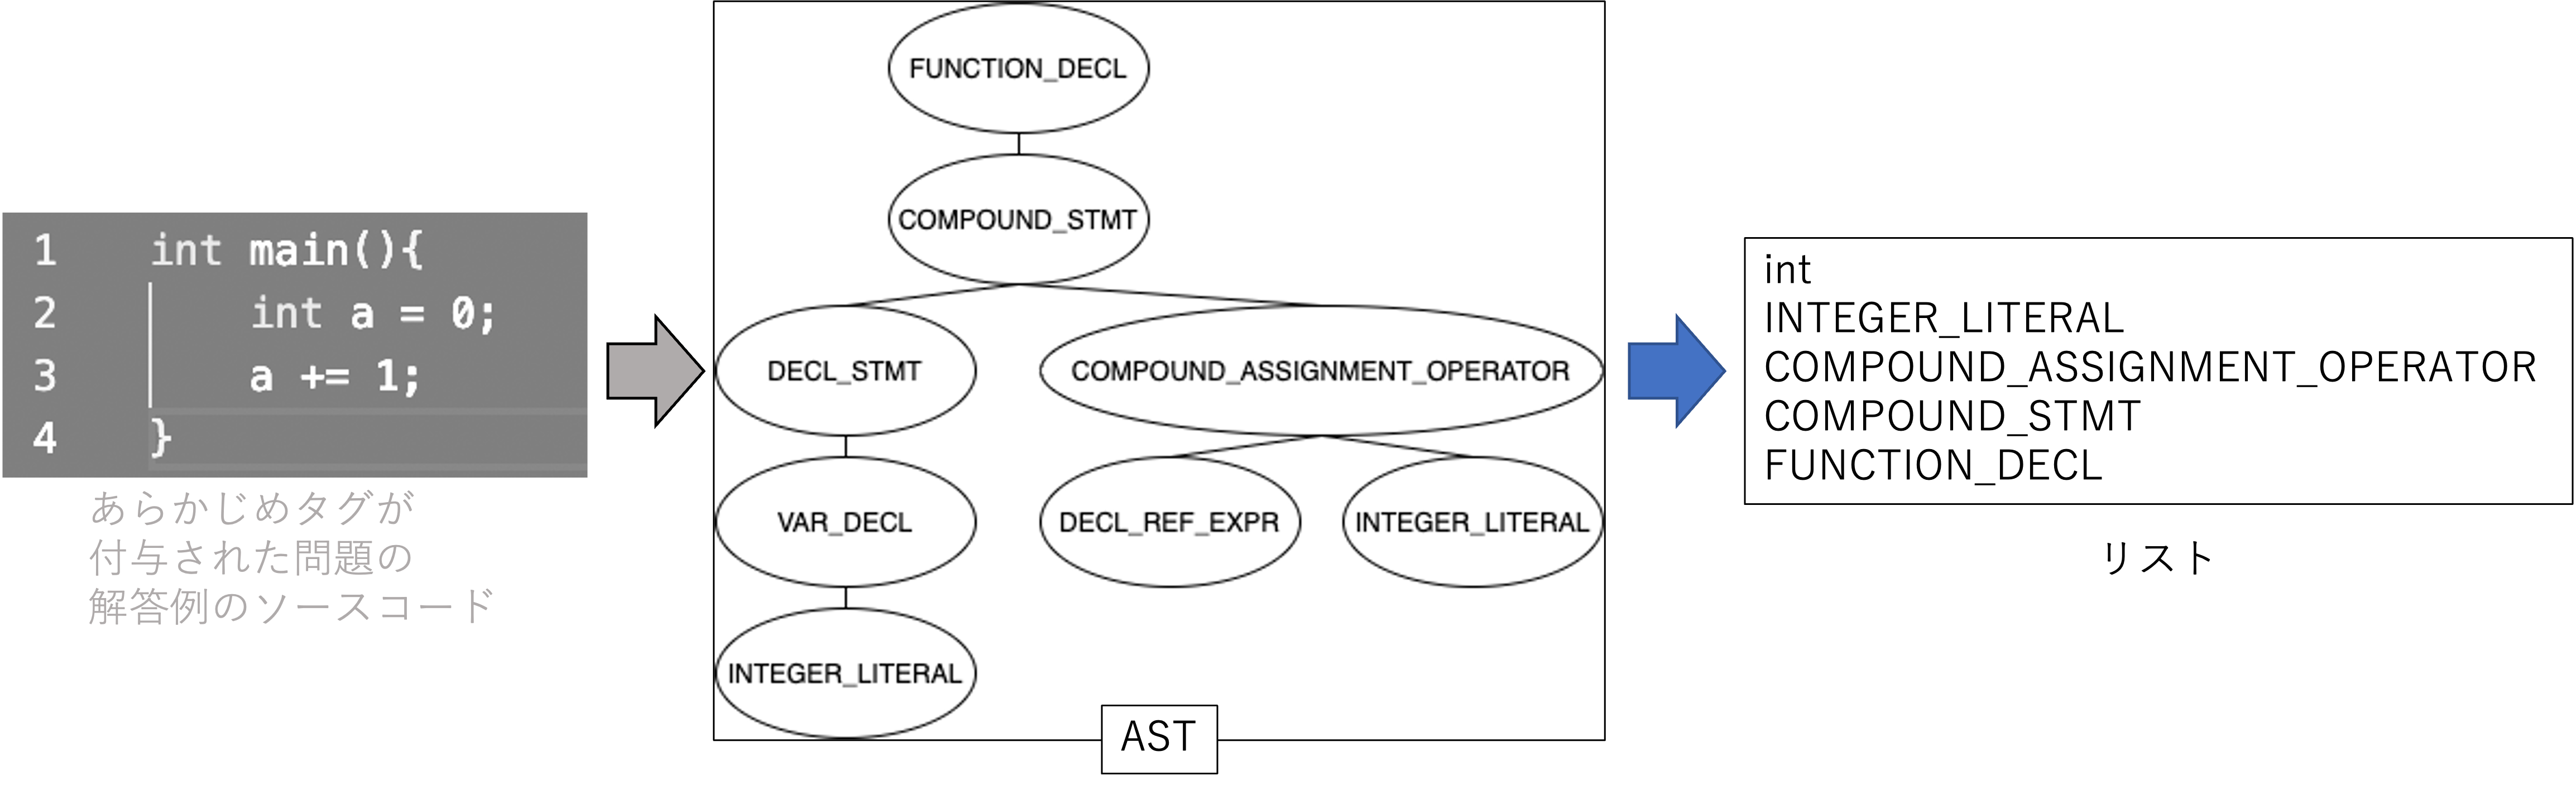 1 int main(){
2 int a = 0;
3 a += 1;
4 }
あらかじめタグが
付与された問題の
解答例のソースコード
FUNCTION_DECL
COMPOUND_STMT
DECL_STMT
COMPOUND_ASSIGNMENT_OPERATOR
VAR_DECL
DECL_REF_EXPR
INTEGER_LITERAL
INTEGER_LITERAL
AST
int
INTEGER_LITERAL
COMPOUND_ASSIGNMENT_OPERATOR
COMPOUND_STMT
FUNCTION_DECL
リスト